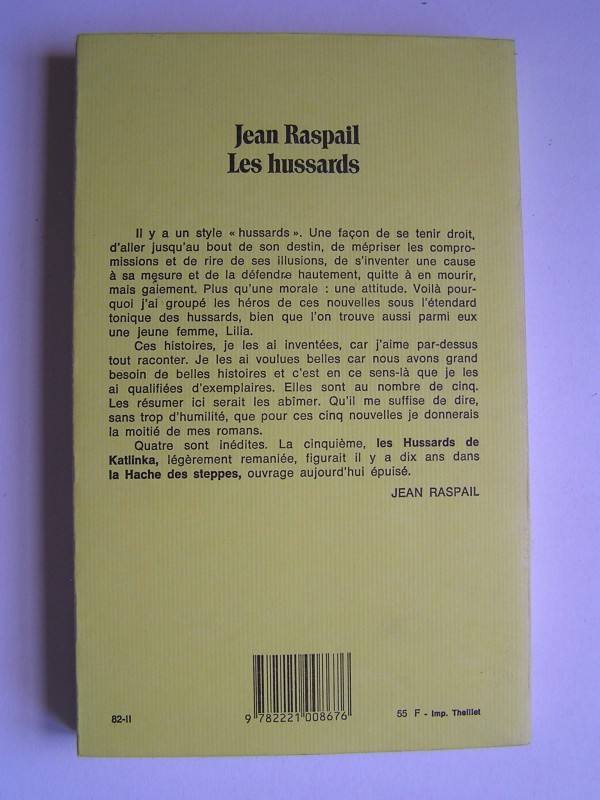 Jean Raspail
Les hussards
Il y a un style « hussards ». Une façon de se tenir droit,
d'aller jusqu'au bout de son destin, de mépriser les compro-
missions et de rire de ses illusions, de s'inventer une cause
à sa mesure et de la défendre hautement, quitte à en mourir,
mais gaiement. Plus qu'une morale : une attitude. Voilà pour-
quoi j'ai groupé les héros de ces nouvelles sous l'étendard
tonique des hussards, bien que l'on trouve aussi parmi eux
une jeune femme, Lilia.
Ces histoires, je les ai inventées, car j'aime par-dessus
tout raconter. Je les ai voulues belles car nous avons grand
besoin de belles histoires et c'est en ce sens-là que je les
ai qualifiées d'exemplaires. Elles sont au nombre de cinq.
Les résumer ici serait les abîmer. Qu'il me suffise de dire,
sans trop d'humilité, que pour ces cinq nouvelles je donnerais
la moitié de mes romans.
Quatre sont inédites. La cinquième, les Hussards de
Katlinka, légèrement remaniée, figurait il y a dix ans dans
la Hache des steppes, ouvrage aujourd'hui épuisé.
JEAN RASPAIL
82-II
9 782221 008676
55 F - Imp. Theillet